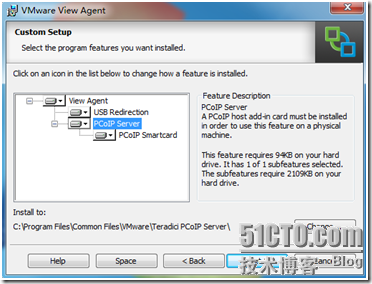 VMware View Agent
Custom Setup
Select the program features you want installed.
Click on an icon in the list below to change how a feature is installed.
View Agent
USB Redirection
PCoIP Server
PCoIP Smartcard
Feature Description
PCoIP Server
A PCoIP host add-in card must be installed
in order to use this feature on a physical
machine.
This feature requires 94KB on your hard
drive. It has 1 of 1 subfeatures selected.
The subfeatures require 2109KB on your
hard drive.
Install to:
C:\Program Files\Common Files\VMware\Teradici PCoIP Server\
Change...
Help
Space
< Back
51CTO.com
技术博客 Blog